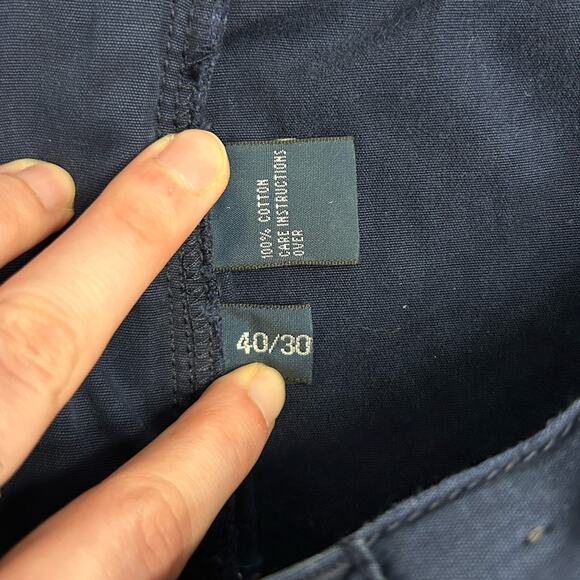 100% COTTON
CARE INSTRUCTIONS
OVER
40/30